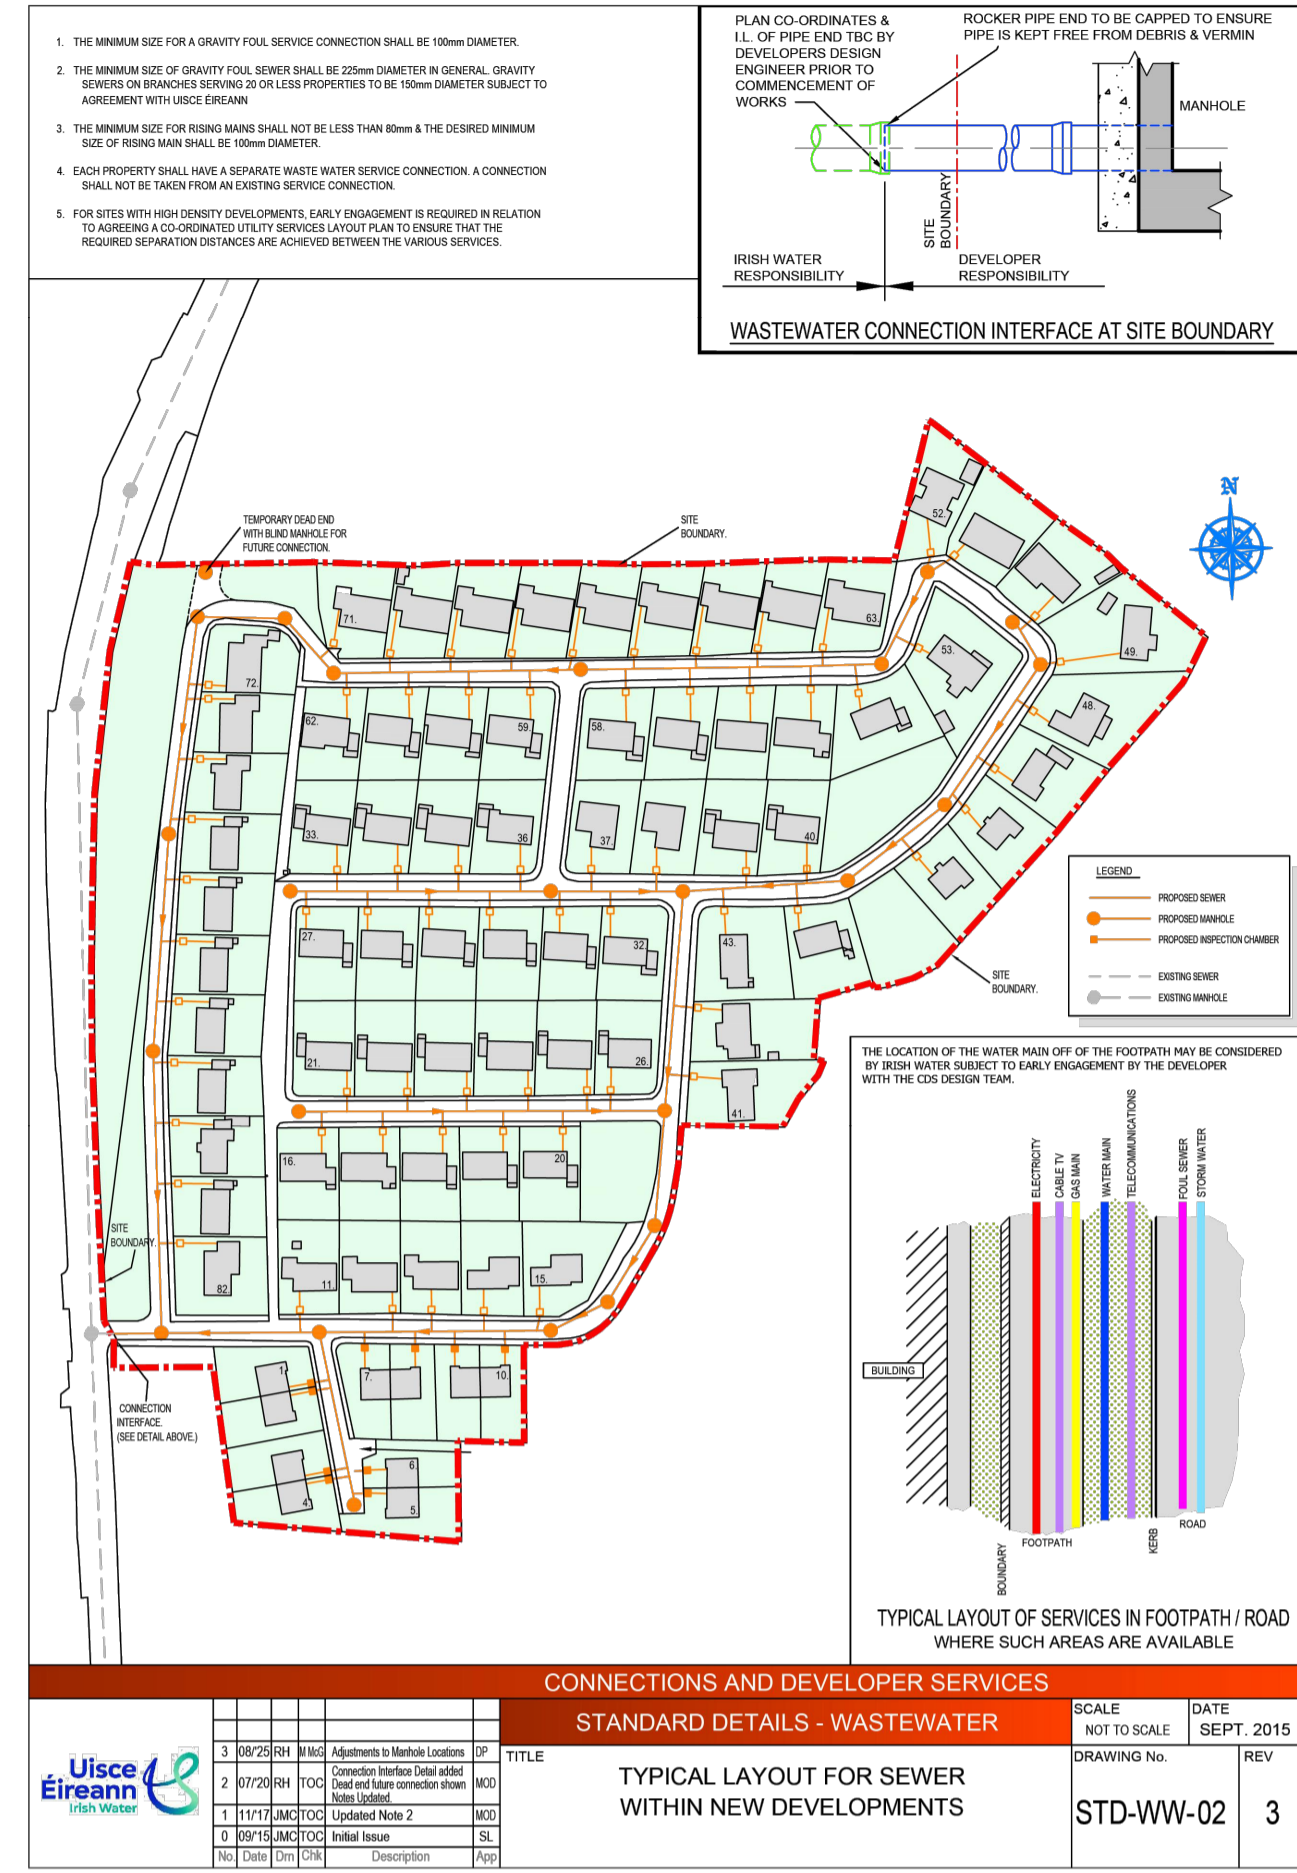 1. THE MINIMUM SIZE FOR A GRAVITY FOUL SERVICE CONNECTION SHALL BE 100mm DIAMETER.
2. THE MINIMUM SIZE OF GRAVITY FOUL SEWER SHALL BE 225mm DIAMETER IN GENERAL. GRAVITY
SEWERS ON BRANCHES SERVING 20 OR LESS PROPERTIES TO BE 150mm DIAMETER SUBJECT TO
AGREEMENT WITH UISCE ÉIREANN
3. THE MINIMUM SIZE FOR RISING MAINS SHALL NOT BE LESS THAN 80mm & THE DESIRED MINIMUM
SIZE OF RISING MAIN SHALL BE 100mm DIAMETER.
4. EACH PROPERTY SHALL HAVE A SEPARATE WASTE WATER SERVICE CONNECTION. A CONNECTION
SHALL NOT BE TAKEN FROM AN EXISTING SERVICE CONNECTION.
5. FOR SITES WITH HIGH DENSITY DEVELOPMENTS, EARLY ENGAGEMENT IS REQUIRED IN RELATION
TO AGREEING A CO-ORDINATED UTILITY SERVICES LAYOUT PLAN TO ENSURE THAT THE
REQUIRED SEPARATION DISTANCES ARE ACHIEVED BETWEEN THE VARIOUS SERVICES.
PLAN CO-ORDINATES &
I.L. OF PIPE END TBC BY
DEVELOPERS DESIGN
ENGINEER PRIOR TO
COMMENCEMENT OF
WORKS
ROCKER PIPE END TO BE CAPPED TO ENSURE
PIPE IS KEPT FREE FROM DEBRIS & VERMIN
MANHOLE
SITE
BOUNDARY
IRISH WATER
RESPONSIBILITY
DEVELOPER
RESPONSIBILITY
WASTEWATER CONNECTION INTERFACE AT SITE BOUNDARY
TEMPORARY DEAD END
WITH BLIND MANHOLE FOR
FUTURE CONNECTION.
SITE
BOUNDARY.
N
52.
71.
63.
53.
49.
72.
62.
59.
58.
48.
33.
36
37.
40.
27.
32.
43.
21.
26.
41.
16.
20
11.
15.
82.
SITE
BOUNDARY.
SITE
BOUNDARY.
1.
7.
10.
4.
6.
5.
CONNECTION
INTERFACE.
(SEE DETAIL ABOVE.)
LEGEND
PROPOSED SEWER
PROPOSED MANHOLE
PROPOSED INSPECTION CHAMBER
EXISTING SEWER
EXISTING MANHOLE
THE LOCATION OF THE WATER MAIN OFF OF THE FOOTPATH MAY BE CONSIDERED
BY IRISH WATER SUBJECT TO EARLY ENGAGEMENT BY THE DEVELOPER
WITH THE CDS DESIGN TEAM.
ELECTRICITY
CABLE TV
GAS MAIN
WATER MAIN
TELECOMMUNICATIONS
FOUL SEWER
STORM WATER
BUILDING
BOUNDARY
FOOTPATH
KERB
ROAD
TYPICAL LAYOUT OF SERVICES IN FOOTPATH / ROAD
WHERE SUCH AREAS ARE AVAILABLE
CONNECTIONS AND DEVELOPER SERVICES
STANDARD DETAILS - WASTEWATER
SCALE
NOT TO SCALE
DATE
SEPT. 2015
Uisce
Éireann
Irish Water
3 08/'25 RH M McG Adjustments to Manhole Locations DP
2 07/'20 RH TOC Connection Interface Detail added
Dead end future connection shown
Notes Updated. MOD
1 11/'17 JMC TOC Updated Note 2 MOD
0 09/'15 JMC TOC Initial Issue SL
No. Date Drn Chk Description App
TITLE
TYPICAL LAYOUT FOR SEWER
WITHIN NEW DEVELOPMENTS
DRAWING No.
STD-WW-02
REV
3